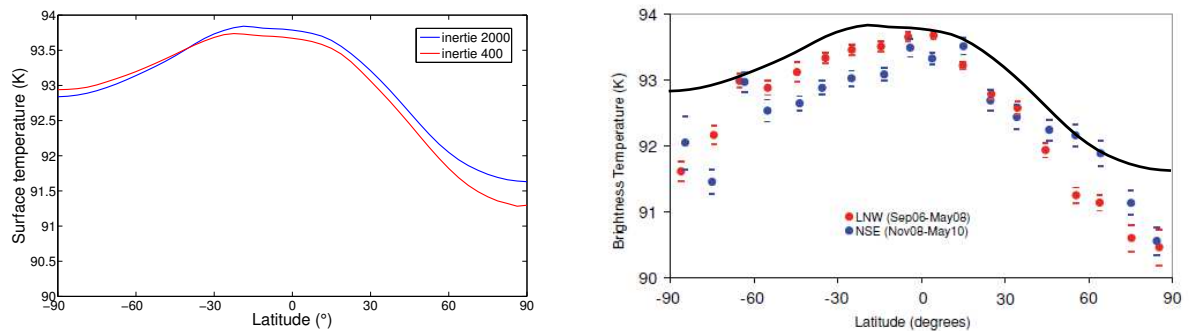 94
93.5
93
92.5
92
91.5
91
90.5
90
Surface temperature (K)
inertie 2000
inertie 400
−90 −60 −30 0 30 60 90
Latitude (°)
94
93
92
91
90
Brightness Temperature (K)
LNW (Sep06-May08)
NSE (Nov08-May10)
-90 -60 -30 0 30 60 90
Latitude (degrees)